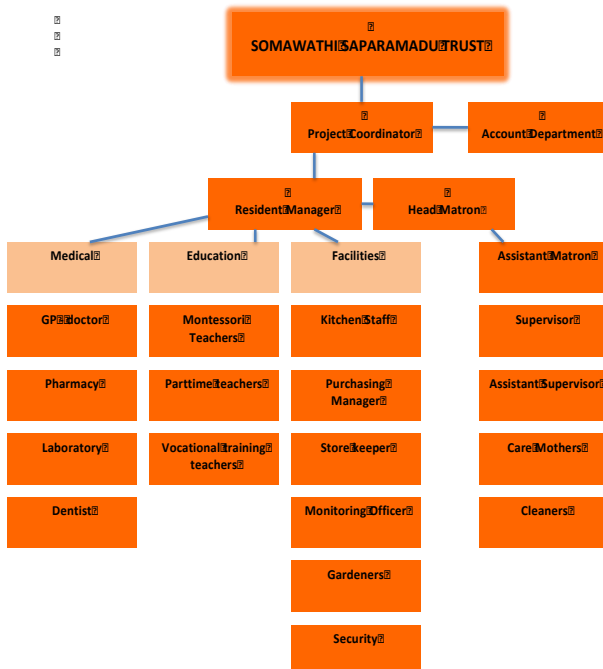 SOMAWATHI SAPARAMADU TRUST
Project Coordinator
Account Department
Resident Manager
Head Matron
Medical
Education
Facilities
Assistant Matron
GP - doctor
Montessori
Teachers
Kitchen Staff
Supervisor
Pharmacy
Parttime teachers
Purchasing
Manager
Assistant Supervisor
Laboratory
Vocational training
teachers
Store keeper
Care Mothers
Dentist
Monitoring Officer
Cleaners
Gardeners
Security